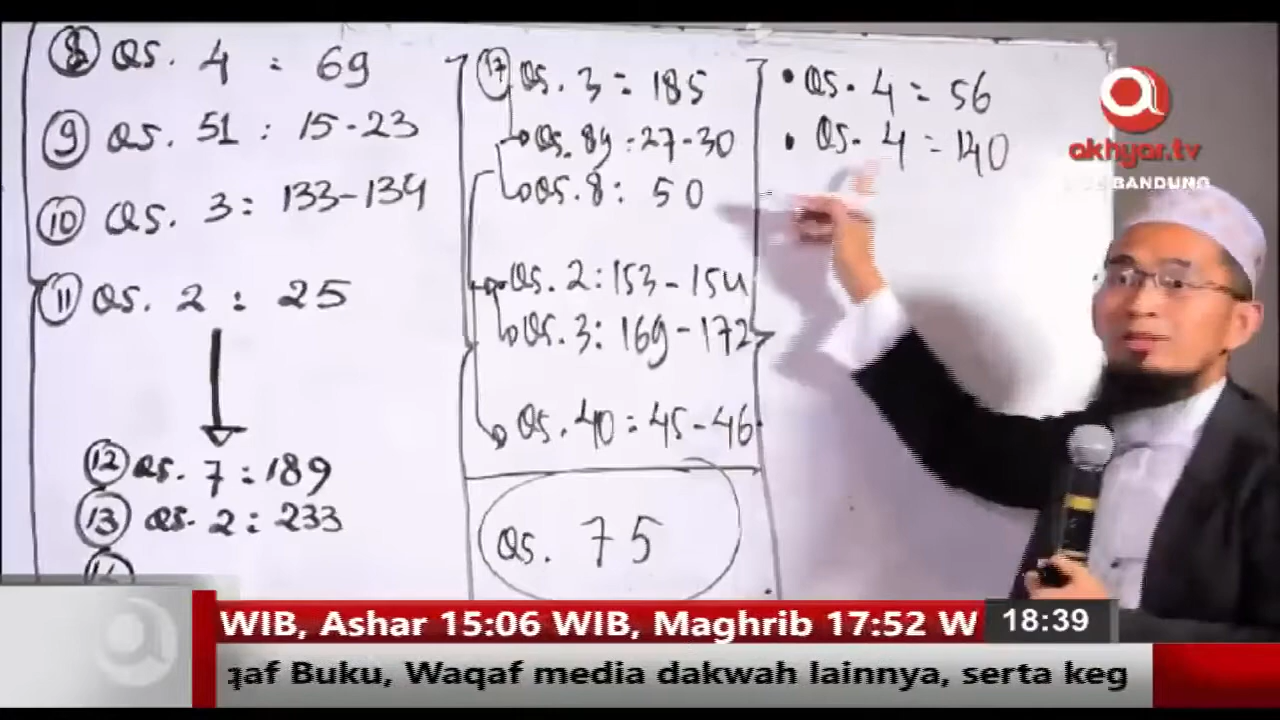 8 QS. 4 : 69
9 QS. 51 : 15-23
10 QS. 3 : 133-134
11 QS. 2 : 25
12 QS. 7 : 189
13 QS. 2 : 233
17 QS. 3 : 185
QS. 89 : 27-30
QS. 8 : 50
QS. 2 : 153-154
QS. 3 : 169-172
QS. 40 : 45-46
QS. 75
• QS. 4 = 56
• QS. 4 = 140
akhyar.tv
BANDUNG
WIB, Ashar 15:06 WIB, Maghrib 17:52 W
18:39
qaf Buku, Waqaf media dakwah lainnya, serta keg